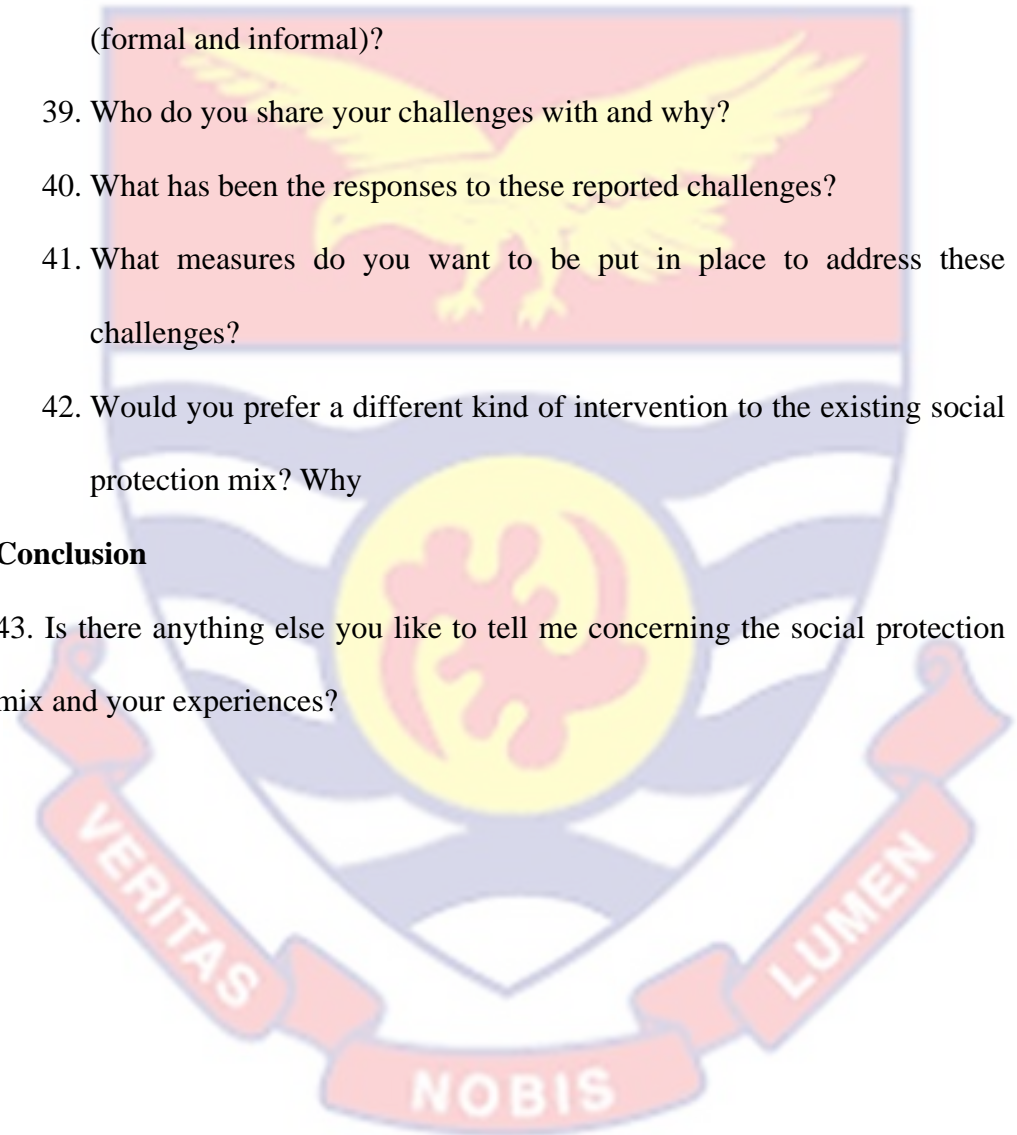 (formal and informal)?
39. Who do you share your challenges with and why?
40. What has been the responses to these reported challenges?
41. What measures do you want to be put in place to address these
challenges?
42. Would you prefer a different kind of intervention to the existing social
protection mix? Why
Conclusion
43. Is there anything else you like to tell me concerning the social protection
mix and your experiences?
VERITAS
NOBIS
LUMEN